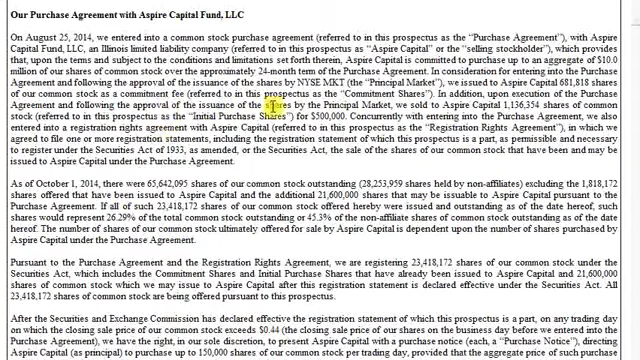 Our Purchase Agreement with Aspire Capital Fund, LLC
On August 25, 2014, we entered into a common stock purchase agreement (referred to in this prospectus as the "Purchase Agreement"), with Aspire
Capital Fund, LLC, an Illinois limited liability company (referred to in this prospectus as "Aspire Capital" or the "selling stockholder"), which provides
that, upon the terms and subject to the conditions and limitations set forth therein, Aspire Capital is committed to purchase up to an aggregate of $10.0
million of our shares of common stock over the approximately 24-month term of the Purchase Agreement. In consideration for entering into the Purchase
Agreement and following the approval of the issuance of the shares by NYSE MKT (the "Principal Market"), we issued to Aspire Capital 681,818 shares
of our common stock as a commitment fee (referred to in this prospectus as the "Commitment Shares"). In addition, upon execution of the Purchase
Agreement and following the approval of the issuance of the shares by the Principal Market, we sold to Aspire Capital 1,136,354 shares of common
stock (referred to in this prospectus as the "Initial Purchase Shares") for $500,000. Concurrently with entering into the Purchase Agreement, we also
entered into a registration rights agreement with Aspire Capital (referred to in this prospectus as the "Registration Rights Agreement"), in which we
agreed to file one or more registration statements, including the registration statement of which this prospectus is a part, as permissible and necessary
to register under the Securities Act of 1933, as amended, or the Securities Act, the sale of the shares of our common stock that have been and may be
issued to Aspire Capital under the Purchase Agreement.
As of October 1, 2014, there were 65,642,095 shares of our common stock outstanding (28,253,959 shares held by non-affiliates) excluding the 1,818,172
shares offered that have been issued to Aspire Capital and the additional 21,600,000 shares that may be issuable to Aspire Capital pursuant to the
Purchase Agreement. If all of such 23,418,172 shares of our common stock offered hereby were issued and outstanding as of the date hereof, such
shares would represent 26.29% of the total common stock outstanding or 45.3% of the non-affiliate shares of common stock outstanding as of the date
hereof. The number of shares of our common stock ultimately offered for sale by Aspire Capital is dependent upon the number of shares purchased by
Aspire Capital under the Purchase Agreement.
Pursuant to the Purchase Agreement and the Registration Rights Agreement, we are registering 23,418,172 shares of our common stock under the
Securities Act, which includes the Commitment Shares and Initial Purchase Shares that have already been issued to Aspire Capital and 21,600,000
shares of common stock which we may issue to Aspire Capital after this registration statement is declared effective under the Securities Act. All
23,418,172 shares of common stock are being offered pursuant to this prospectus.
After the Securities and Exchange Commission has declared effective the registration statement of which this prospectus is a part, on any trading day
on which the closing sale price of our common stock exceeds $0.44 (the closing sale price of our shares on the business day before we entered into the
Purchase Agreement), we have the right, in our sole discretion, to present Aspire Capital with a purchase notice (each, a "Purchase Notice"), directing
Aspire Capital (as principal) to purchase up to 150,000 shares of our common stock per trading day, provided that the aggregate price of such purchase